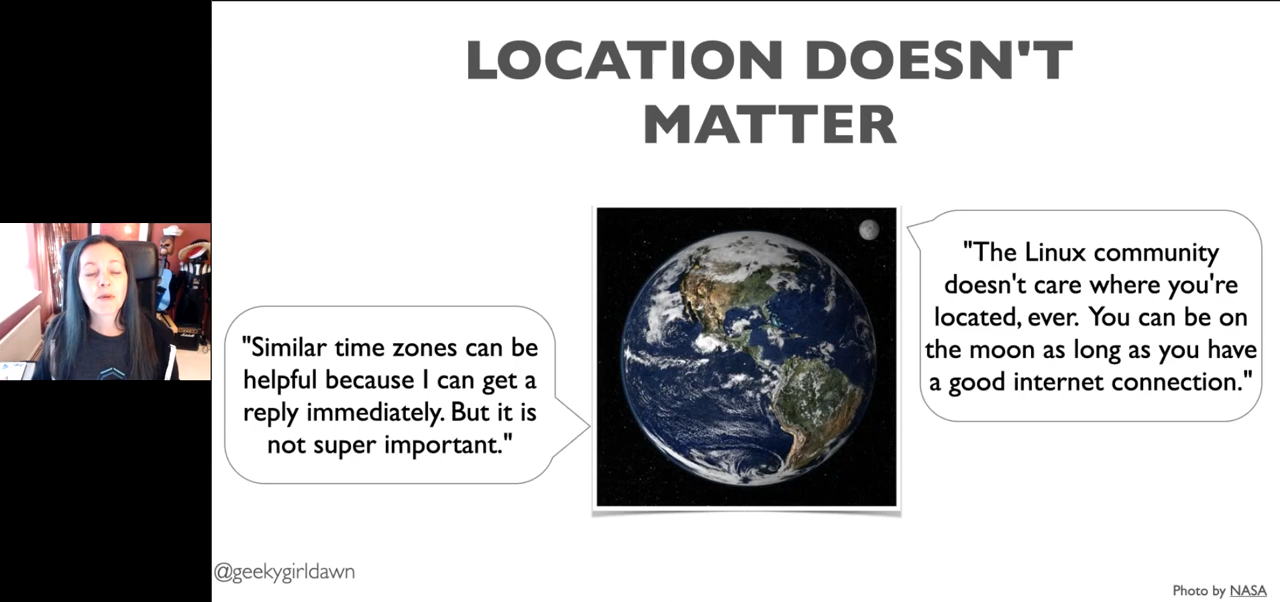 LOCATION DOESN'T
MATTER
"Similar time zones can be
helpful because I can get a
reply immediately. But it is
not super important."
"The Linux community
doesn't care where you're
located, ever. You can be on
the moon as long as you have
a good internet connection."
@geekygirldawn
Photo by NASA